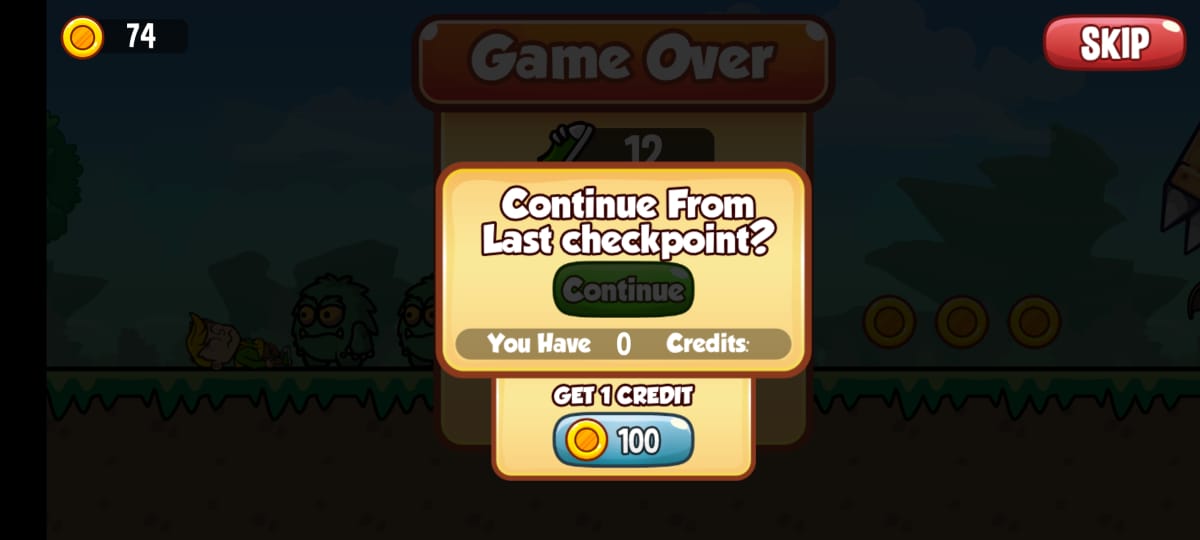 74
SKIP
Game Over
12
Continue From
Last checkpoint?
Continue
You Have 0 Credits:
GET 1 CREDIT
100